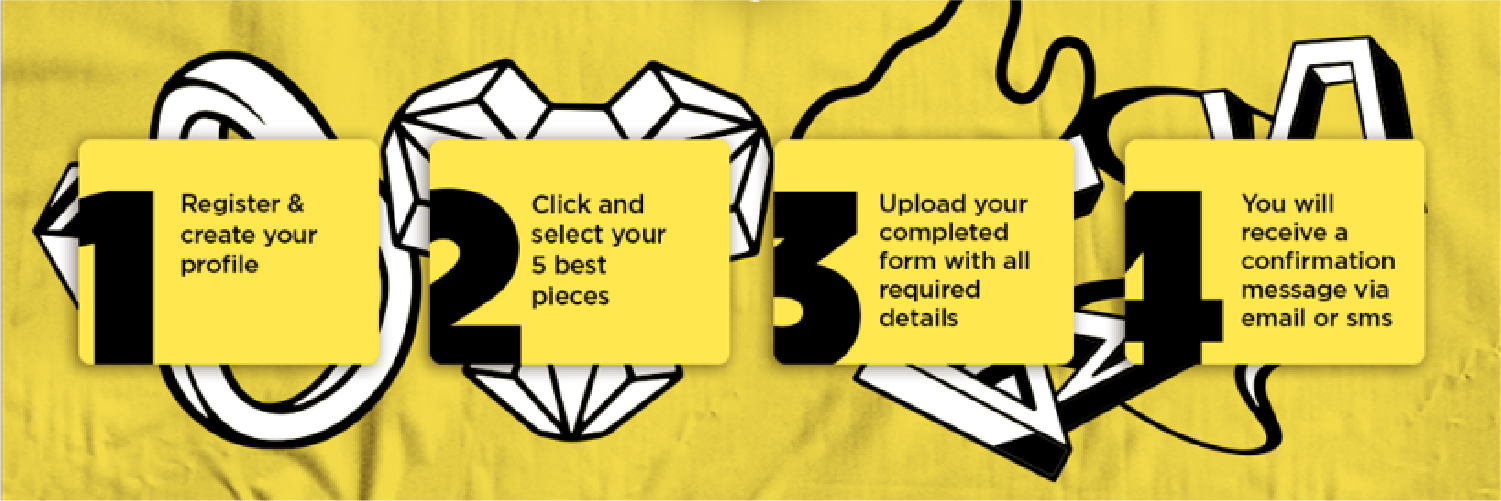 1
Register &
create your
profile
2
Click and
select your
5 best
pieces
3
Upload your
completed
form with all
required
details
4
You will
receive a
confirmation
message via
email or sms